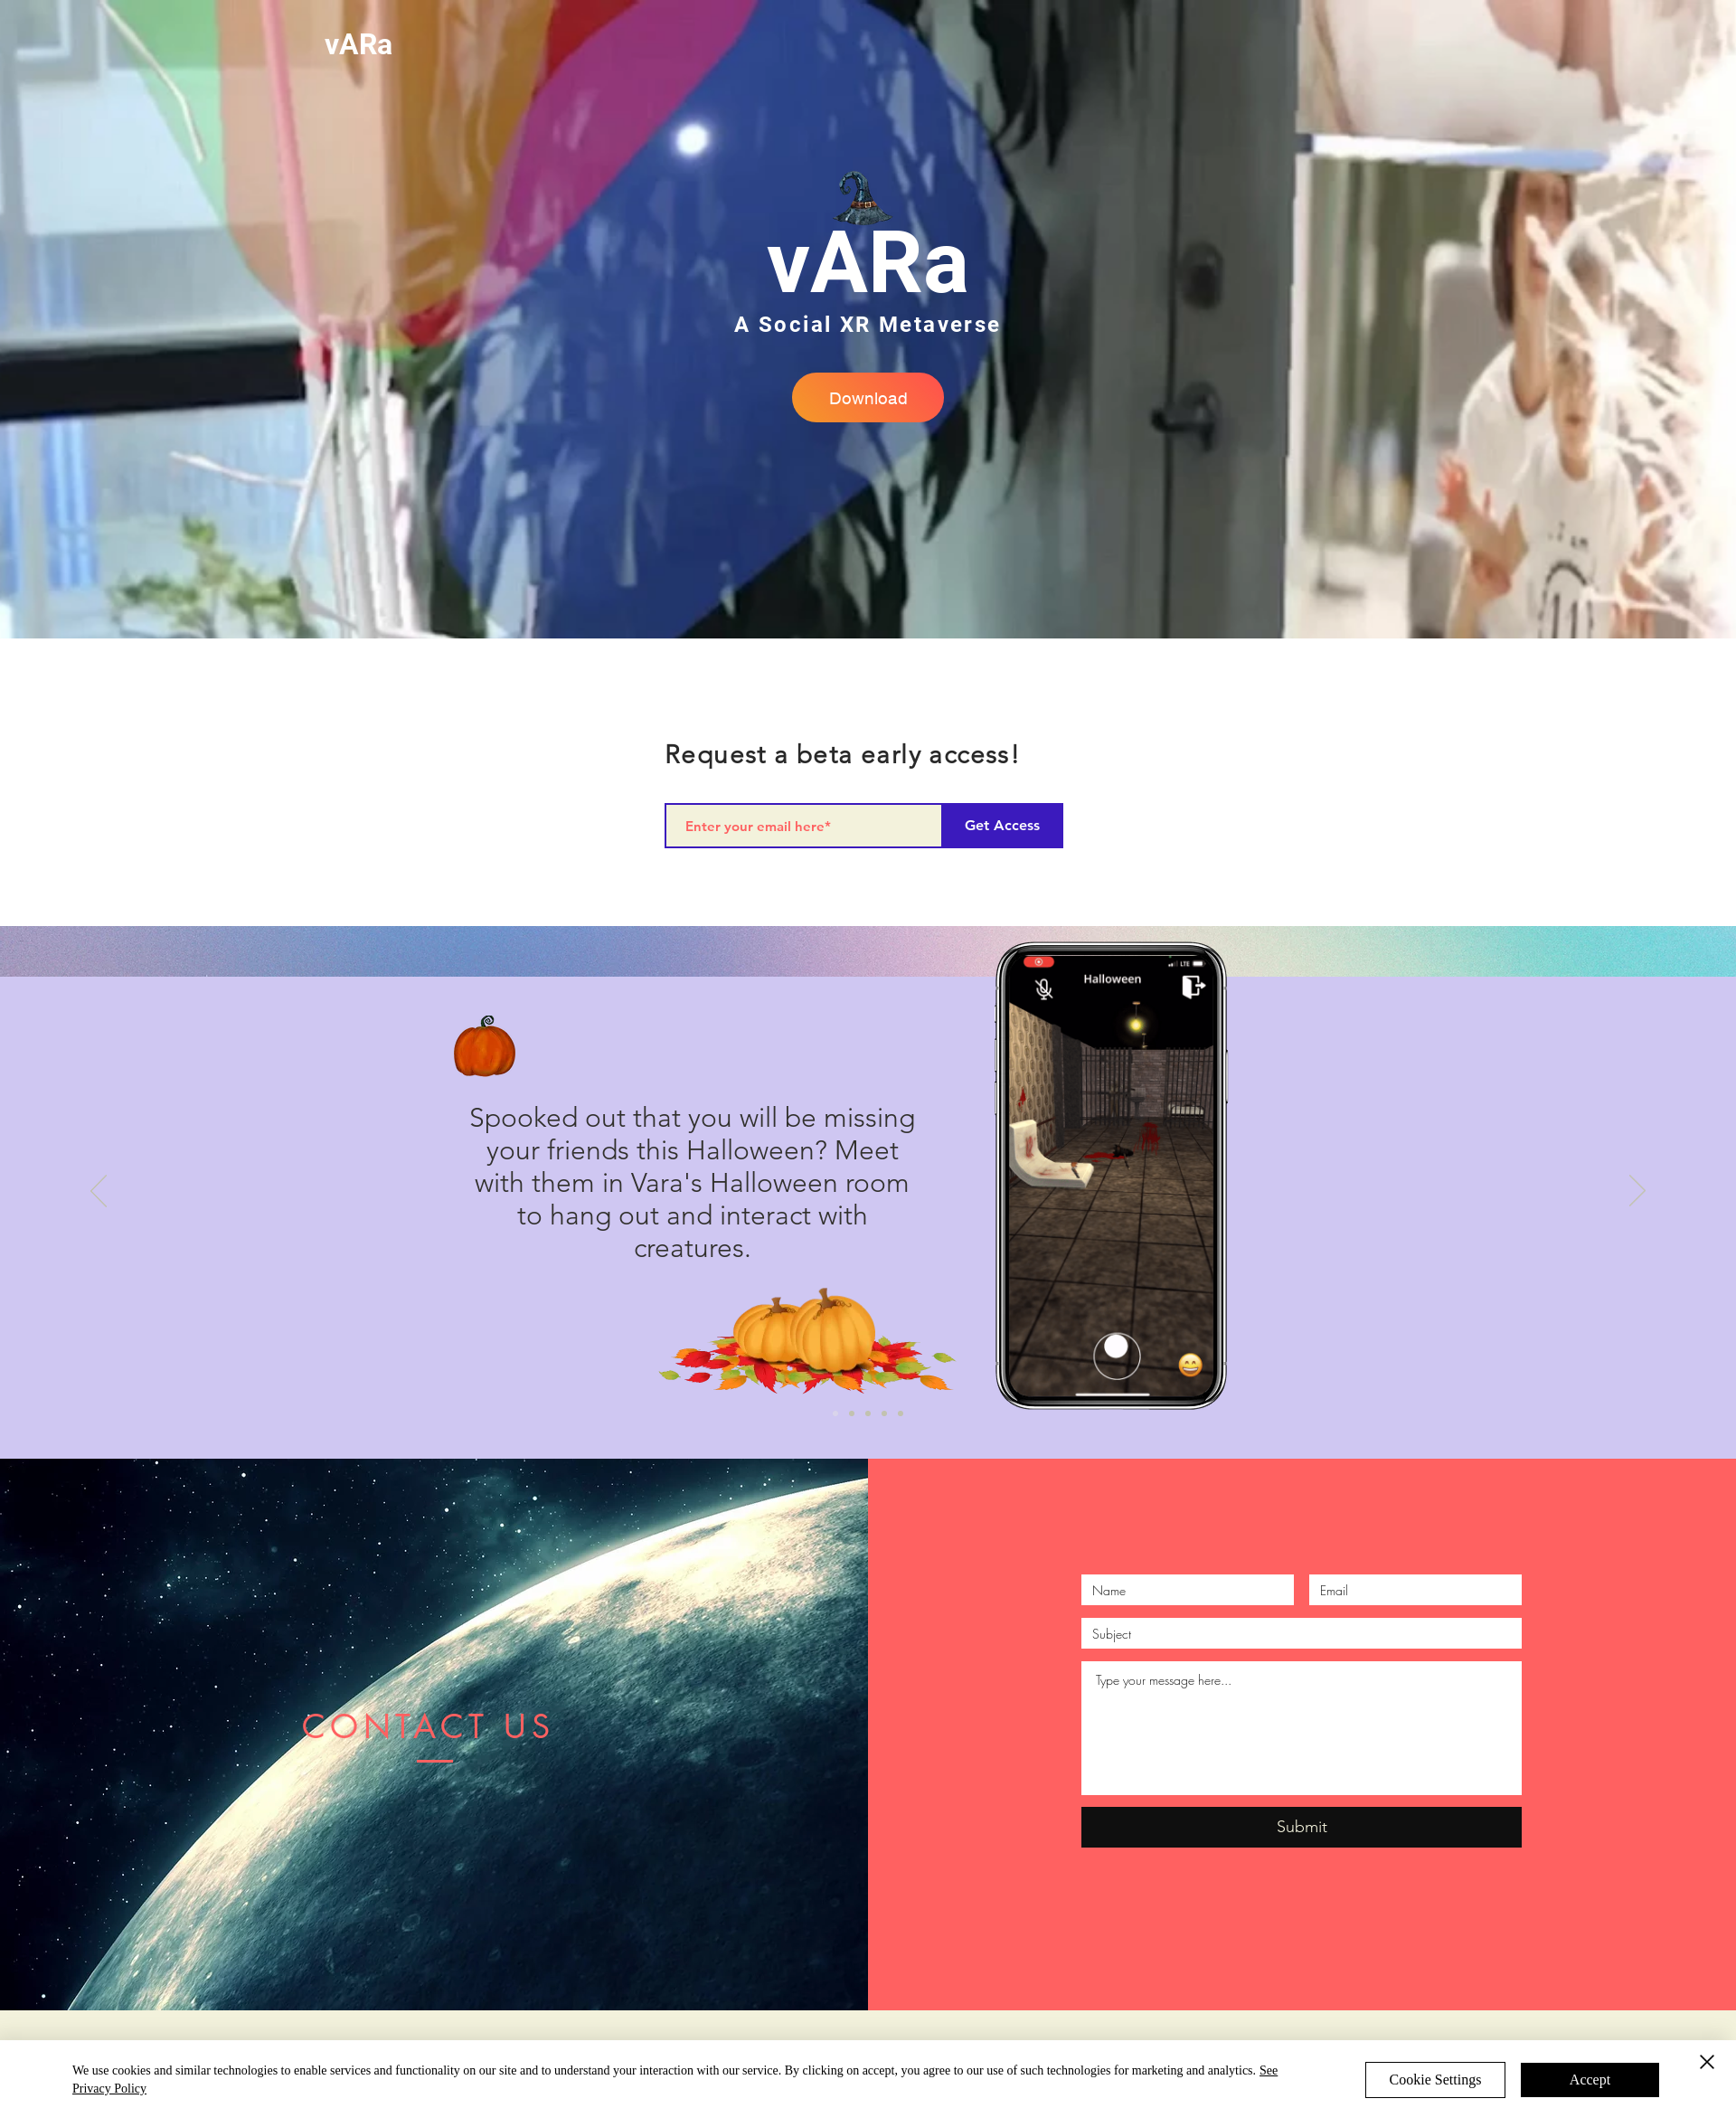 vARa
vARa
A Social XR Metaverse
Download
Request a beta early access!
Enter your email here*
Get Access
LTE
Halloween
Spooked out that you will be missing
your friends this Halloween? Meet
with them in Vara's Halloween room
to hang out and interact with
creatures.
CONTACT US
Name
Email
Subject
Type your message here...
Submit
We use cookies and similar technologies to enable services and functionality on our site and to understand your interaction with our service. By clicking on accept, you agree to our use of such technologies for marketing and analytics. See
Privacy Policy
Cookie Settings
Accept